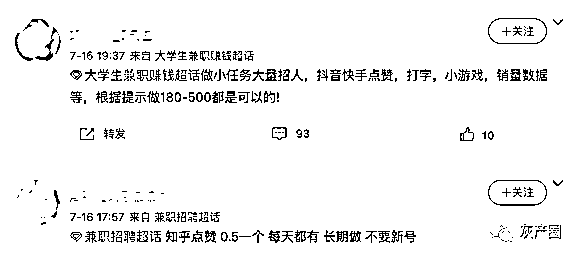 +关注
7-16 19:37 来自 大学生兼职赚钱超话
大学生兼职赚钱超话做小任务大量招人，抖音快手点赞，打字，小游戏，销量数据
等，根据提示做180-500都是可以的!
转发
93
10
+关注
7-16 17:57 来自 兼职招聘超话
兼职招聘超话 知乎点赞 0.5一个 每天都有 长期做 不要新号
灰产圈